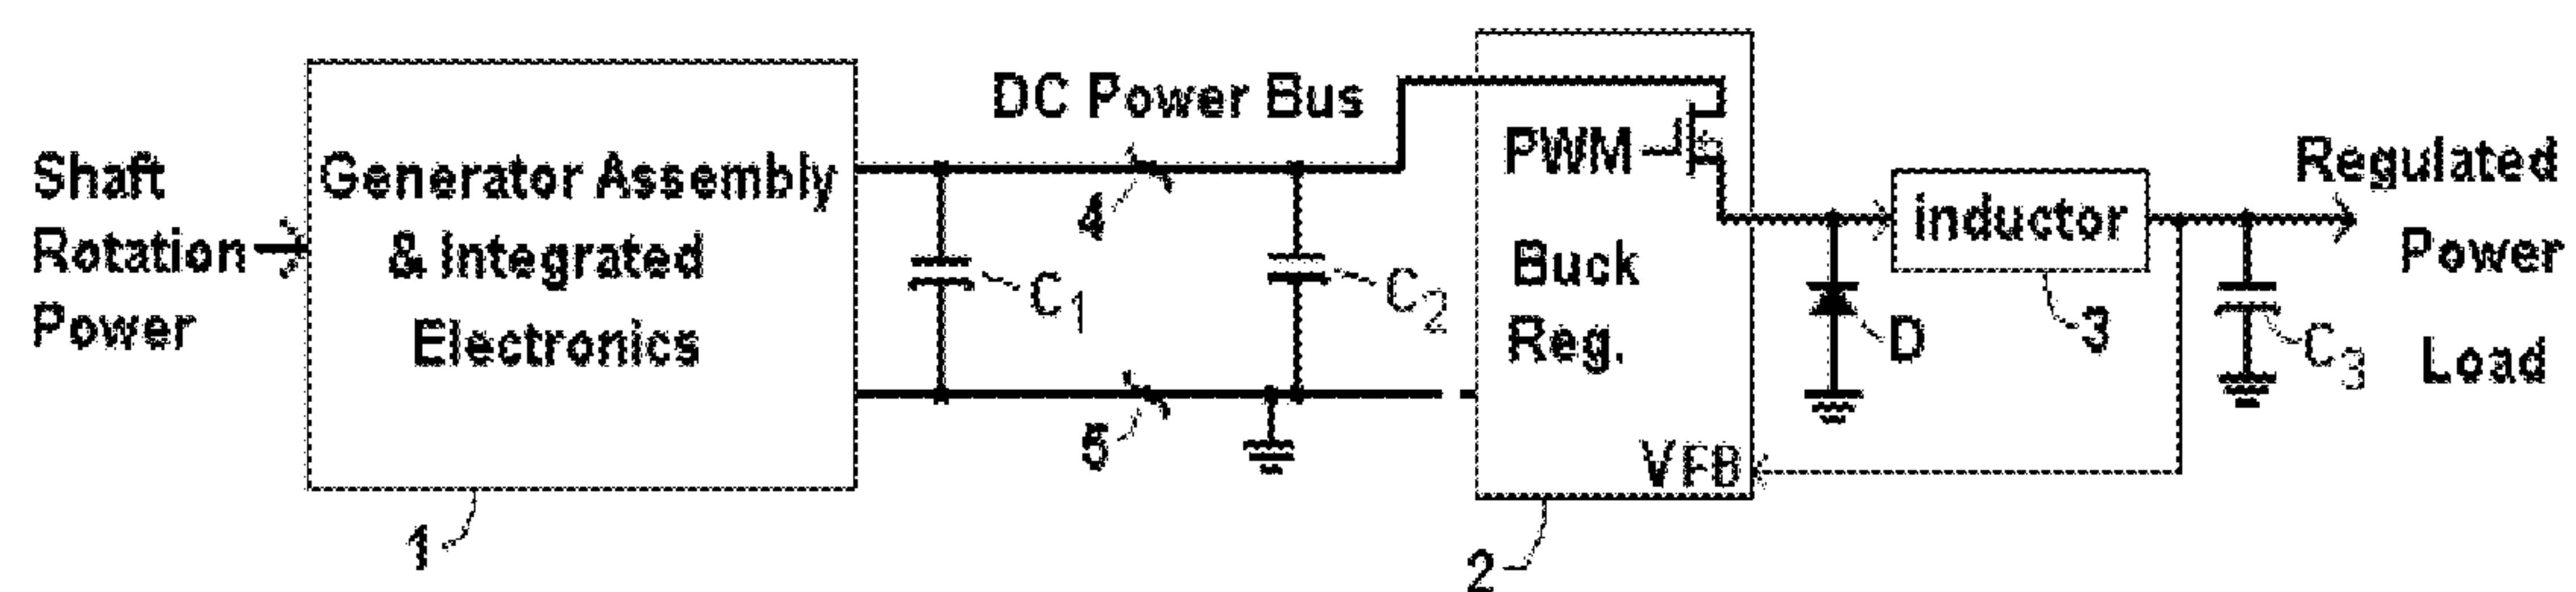 DC Power Bus
Shaft
Rotation
Power
Generator Assembly
& Integrated
Electronics
1
4
5
C1
C2
PWM
Buck
Reg.
VFB
2
D
inductor
3
C3
Regulated
Power
Load